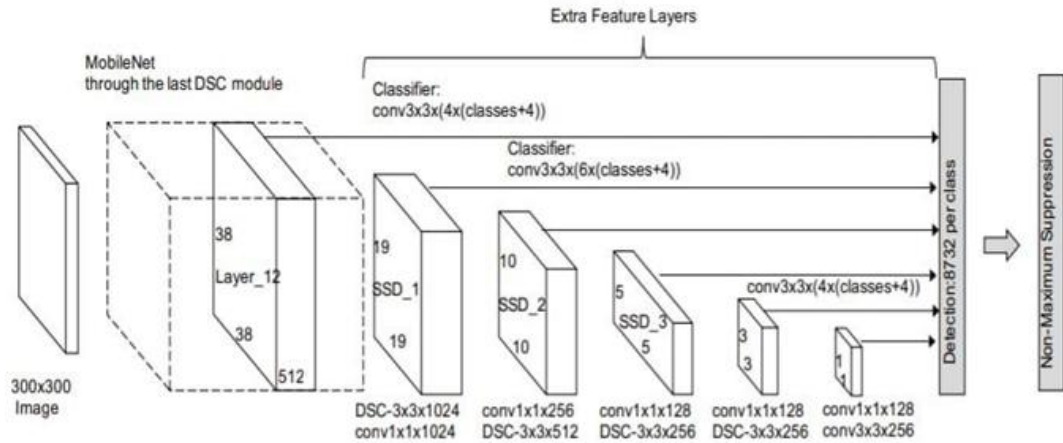 Extra Feature Layers
MobileNet
through the last DSC module
Classifier:
conv3x3x(4x(classes+4))
Classifier:
conv3x3x(6x(classes+4))
38
Layer_12
38
512
19
SSD_1
19
10
SSD_2
10
5
SSD_3
5
conv3x3x(4x(classes+4))
3
3
1
1
Detection:8732 per class
Non-Maximum Suppression
300x300
Image
DSC-3x3x1024
conv1x1x1024
conv1x1x256
DSC-3x3x512
conv1x1x128
DSC-3x3x256
conv1x1x128
DSC-3x3x256
conv1x1x128
conv3x3x256